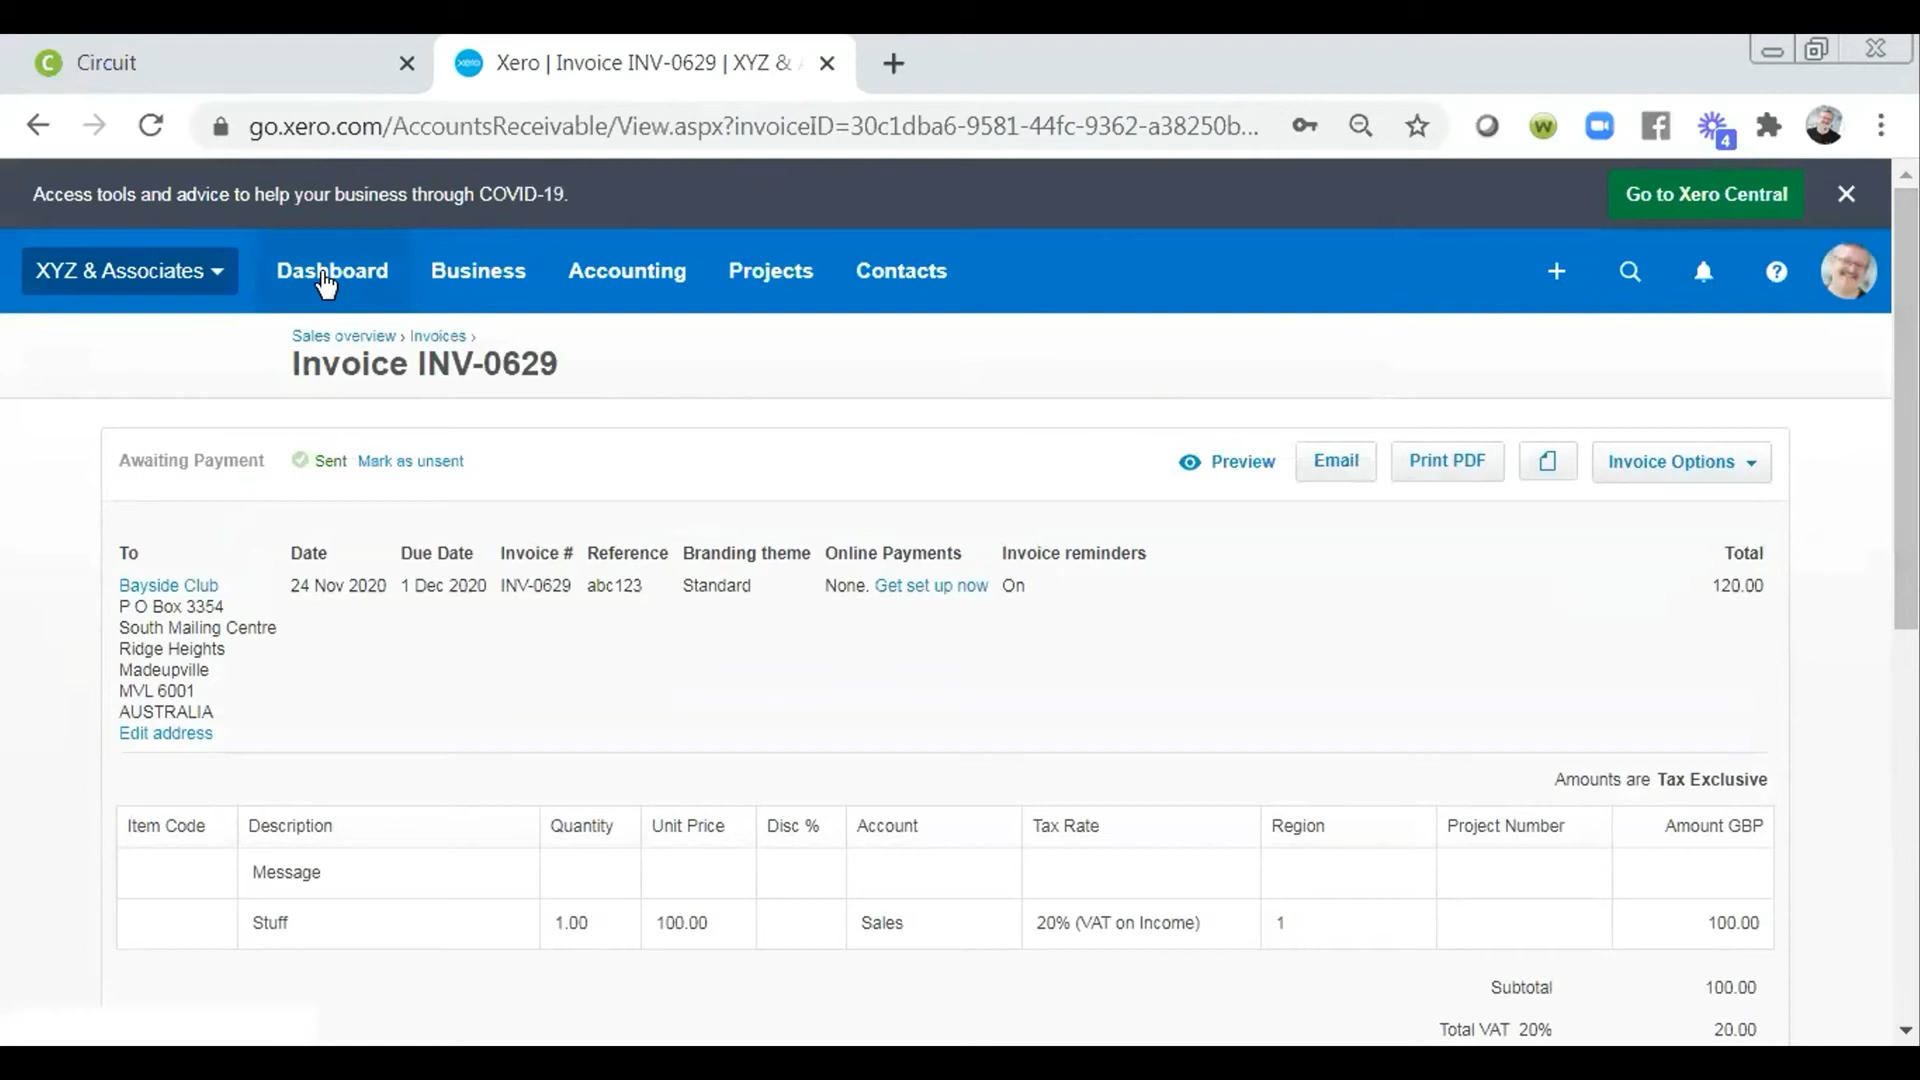 Circuit
Xero | Invoice INV-0629 | XYZ &
go.xero.com/AccountsReceivable/View.aspx?invoiceID=30c1dba6-9581-44fc-9362-a38250b...
4
Access tools and advice to help your business through COVID-19.
Go to Xero Central
XYZ & Associates
Dashboard
Business
Accounting
Projects
Contacts
Sales overview › Invoices ›
Invoice INV-0629
Awaiting Payment
Sent
Mark as unsent
Preview
Email
Print PDF
Invoice Options
To
Date
Due Date
Invoice #
Reference
Branding theme
Online Payments
Invoice reminders
Total
Bayside Club
24 Nov 2020
1 Dec 2020
INV-0629
abc123
Standard
None. Get set up now
On
120.00
P O Box 3354
South Mailing Centre
Ridge Heights
Madeupville
MVL 6001
AUSTRALIA
Edit address
Amounts are Tax Exclusive
Item Code
Description
Quantity
Unit Price
Disc %
Account
Tax Rate
Region
Project Number
Amount GBP
Message
Stuff
1.00
100.00
Sales
20% (VAT on Income)
1
100.00
Subtotal
100.00
Total VAT 20%
20.00